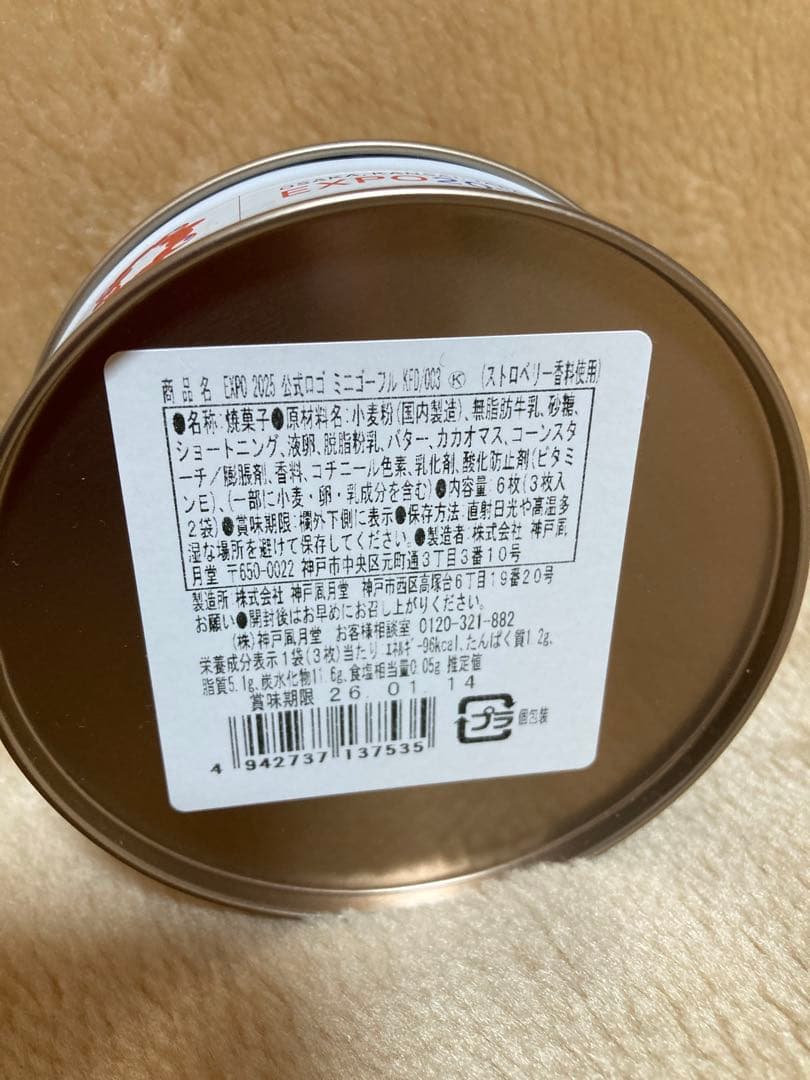 OSAKA, KAN
EXPO 202
商品名 EXPO 2025 公式ロゴ ミニゴーフル KFD/003 Ⓚ (ストロベリー香料使用)
●名称:焼菓子●原材料名:小麦粉(国内製造)、無脂肪牛乳、砂糖、
ショートニング、液卵、脱脂粉乳、バター、カカオマス、コーンスタ
ーチ/膨脹剤、香料、コチニール色素、乳化剤、酸化防止剤(ビタミ
ンE)、(一部に小麦・卵・乳成分を含む)●内容量:6枚(3枚入
2袋)●賞味期限:欄外下側に表示●保存方法:直射日光や高温多
湿な場所を避けて保存してください。●製造者:株式会社 神戸凮
月堂 〒650-0022 神戸市中央区元町通3丁目3番10号
製造所:株式会社 神戸凮月堂 神戸市西区高塚台6丁目19番20号
お願い●開封後はお早めにお召し上がりください。
(株)神戸凮月堂 お客様相談室 0120-321-882
栄養成分表示1袋(3枚)当たり エネルギー96kcal、たんぱく質1.2g、
脂質5.1g、炭水化物11.6g、食塩相当量0.05g 推定値
賞味期限 26.01.14
プラ 個包装
4 942737 137535